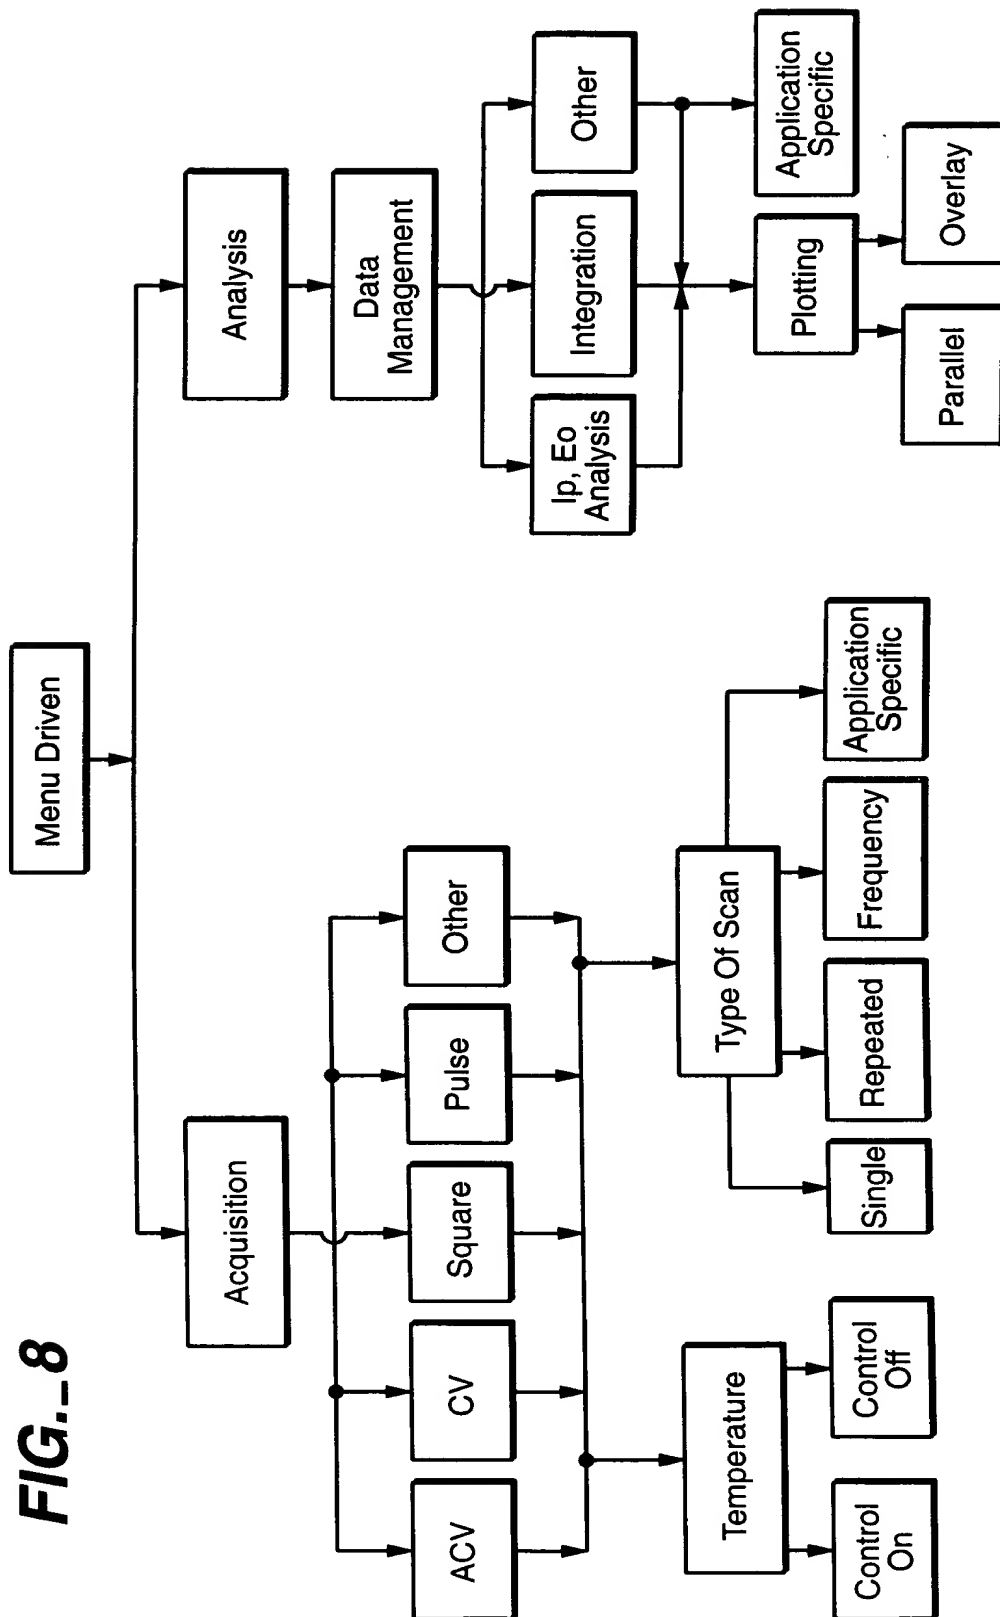 FIG._8
Menu Driven
Acquisition
Analysis
ACV
CV
Square
Pulse
Other
Data
Management
Ip, Eo
Analysis
Integration
Other
Temperature
Type Of Scan
Plotting
Application
Specific
Control
On
Control
Off
Single
Repeated
Frequency
Application
Specific
Parallel
Overlay